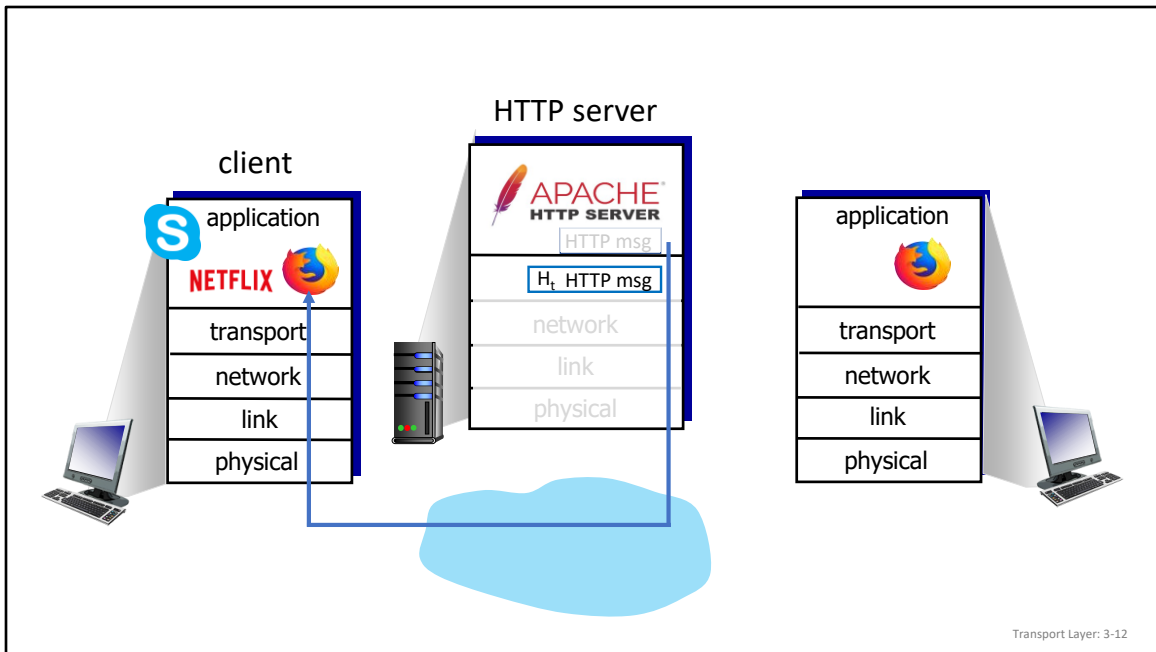 HTTP server
client
APACHE®
HTTP SERVER
HTTP msg
Hₜ HTTP msg
network
link
physical
S
application
NETFLIX
transport
network
link
physical
application
transport
network
link
physical
Transport Layer: 3-12